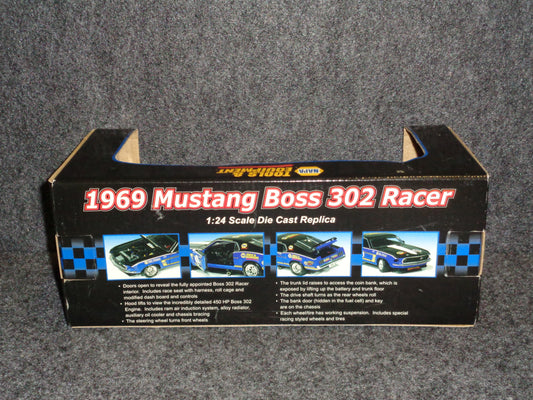 NAPA
TOOLS &
EQUIPMENT
1969 Mustang Boss 302 Racer
1:24 Scale Die Cast Replica
• Doors open to reveal the fully appointed Boss 302 Racer
interior. Includes race seat with harness, roll cage and
modified dash board and controls
• Hood lifts to view the incredibly detailed 450 HP Boss 302
Engine. Includes ram air induction system, alloy radiator,
auxiliary oil cooler and chassis bracing
• The steering wheel turns front wheels
• The trunk lid raises to access the coin bank, which is
exposed by lifting up the battery and trunk floor
• The drive shaft turns as the rear wheels roll
• The bank door (hidden in the fuel cell) and key
are on the chassis
• Each wheel/tire has working suspension. Includes special
racing styled wheels and tires